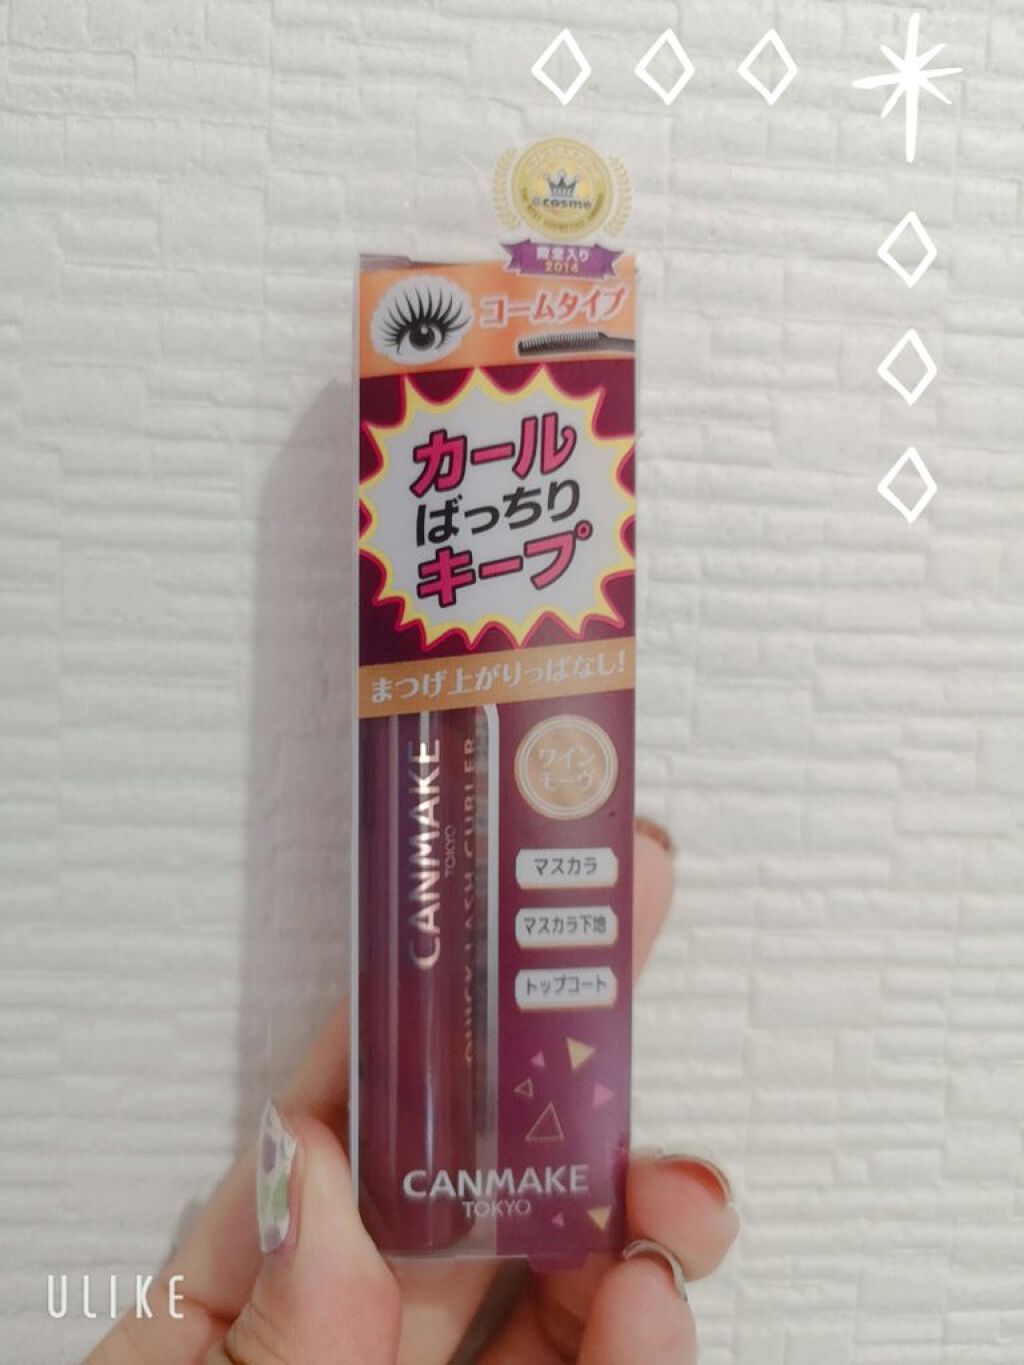 @cosme
殿堂入り
2014
コームタイプ
カール
ばっちり
キープ
まつげ上がりっぱなし!
CANMAKE
TOKYO
QUICK LASH CURLER
ワイン
モーヴ
マスカラ
マスカラ下地
トップコート
CANMAKE
TOKYO
ULIKE